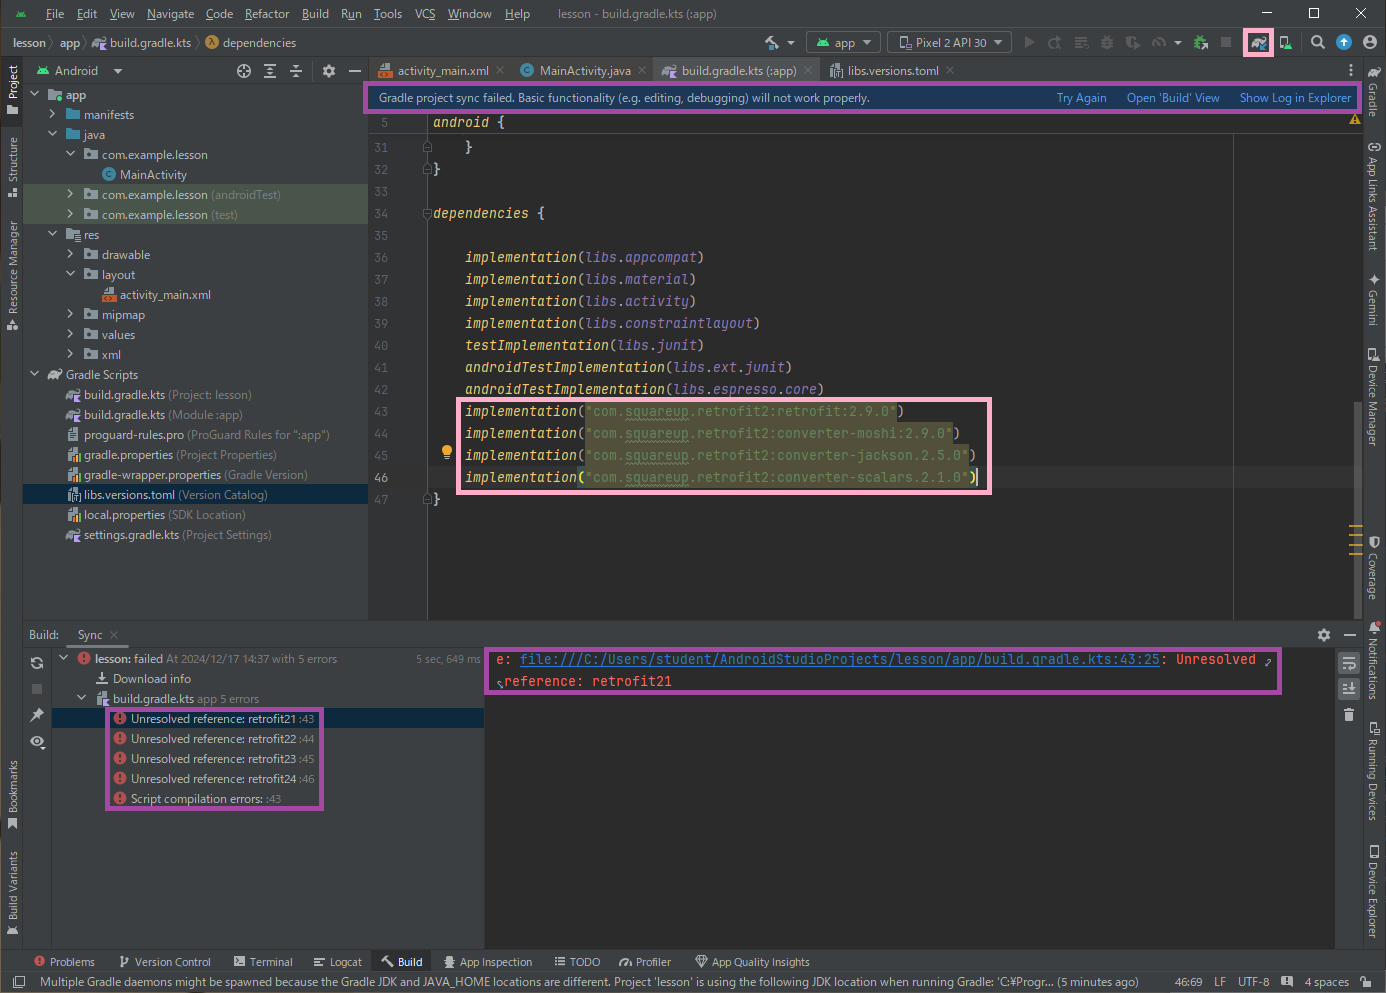 File Edit View Navigate Code Refactor Build Run Tools VCS Window Help lesson - build.gradle.kts (:app)
lesson app build.gradle.kts dependencies
app Pixel 2 API 30
Android
activity_main.xml MainActivity.java build.gradle.kts (:app) libs.versions.toml
Gradle project sync failed. Basic functionality (e.g. editing, debugging) will not work properly. Try Again Open 'Build' View Show Log in Explorer
Project
Structure
Resource Manager
Bookmarks
Build Variants
app
manifests
java
com.example.lesson
MainActivity
com.example.lesson (androidTest)
com.example.lesson (test)
res
drawable
layout
activity_main.xml
mipmap
values
xml
Gradle Scripts
build.gradle.kts (Project: lesson)
build.gradle.kts (Module :app)
proguard-rules.pro (ProGuard Rules for ":app")
gradle.properties (Project Properties)
gradle-wrapper.properties (Gradle Version)
libs.versions.toml (Version Catalog)
local.properties (SDK Location)
settings.gradle.kts (Project Settings)
5 android {
31 }
32 }
33
34 dependencies {
35
36 implementation(libs.appcompat)
37 implementation(libs.material)
38 implementation(libs.activity)
39 implementation(libs.constraintlayout)
40 testImplementation(libs.junit)
41 androidTestImplementation(libs.ext.junit)
42 androidTestImplementation(libs.espresso.core)
43 implementation("com.squareup.retrofit2:retrofit:2.9.0")
44 implementation("com.squareup.retrofit2:converter-moshi:2.9.0")
45 implementation("com.squareup.retrofit2:converter-jackson.2.5.0")
46 implementation("com.squareup.retrofit2:converter-scalars.2.1.0")
47 }
Gradle
App Links Assistant
Gemini
Device Manager
Coverage
Notifications
Running Devices
Device Explorer
Build: Sync
lesson: failed At 2024/12/17 14:37 with 5 errors 5 sec, 649 ms
Download info
build.gradle.kts app 5 errors
Unresolved reference: retrofit21 :43
Unresolved reference: retrofit22 :44
Unresolved reference: retrofit23 :45
Unresolved reference: retrofit24 :46
Script compilation errors: :43
e: file:///C:/Users/student/AndroidStudioProjects/lesson/app/build.gradle.kts:43:25: Unresolved
reference: retrofit21
Problems Version Control Terminal Logcat Build App Inspection TODO Profiler App Quality Insights
Multiple Gradle daemons might be spawned because the Gradle JDK and JAVA_HOME locations are different. Project 'lesson' is using the following JDK location when running Gradle: 'C:¥Progr... (5 minutes ago) 46:69 LF UTF-8 4 spaces